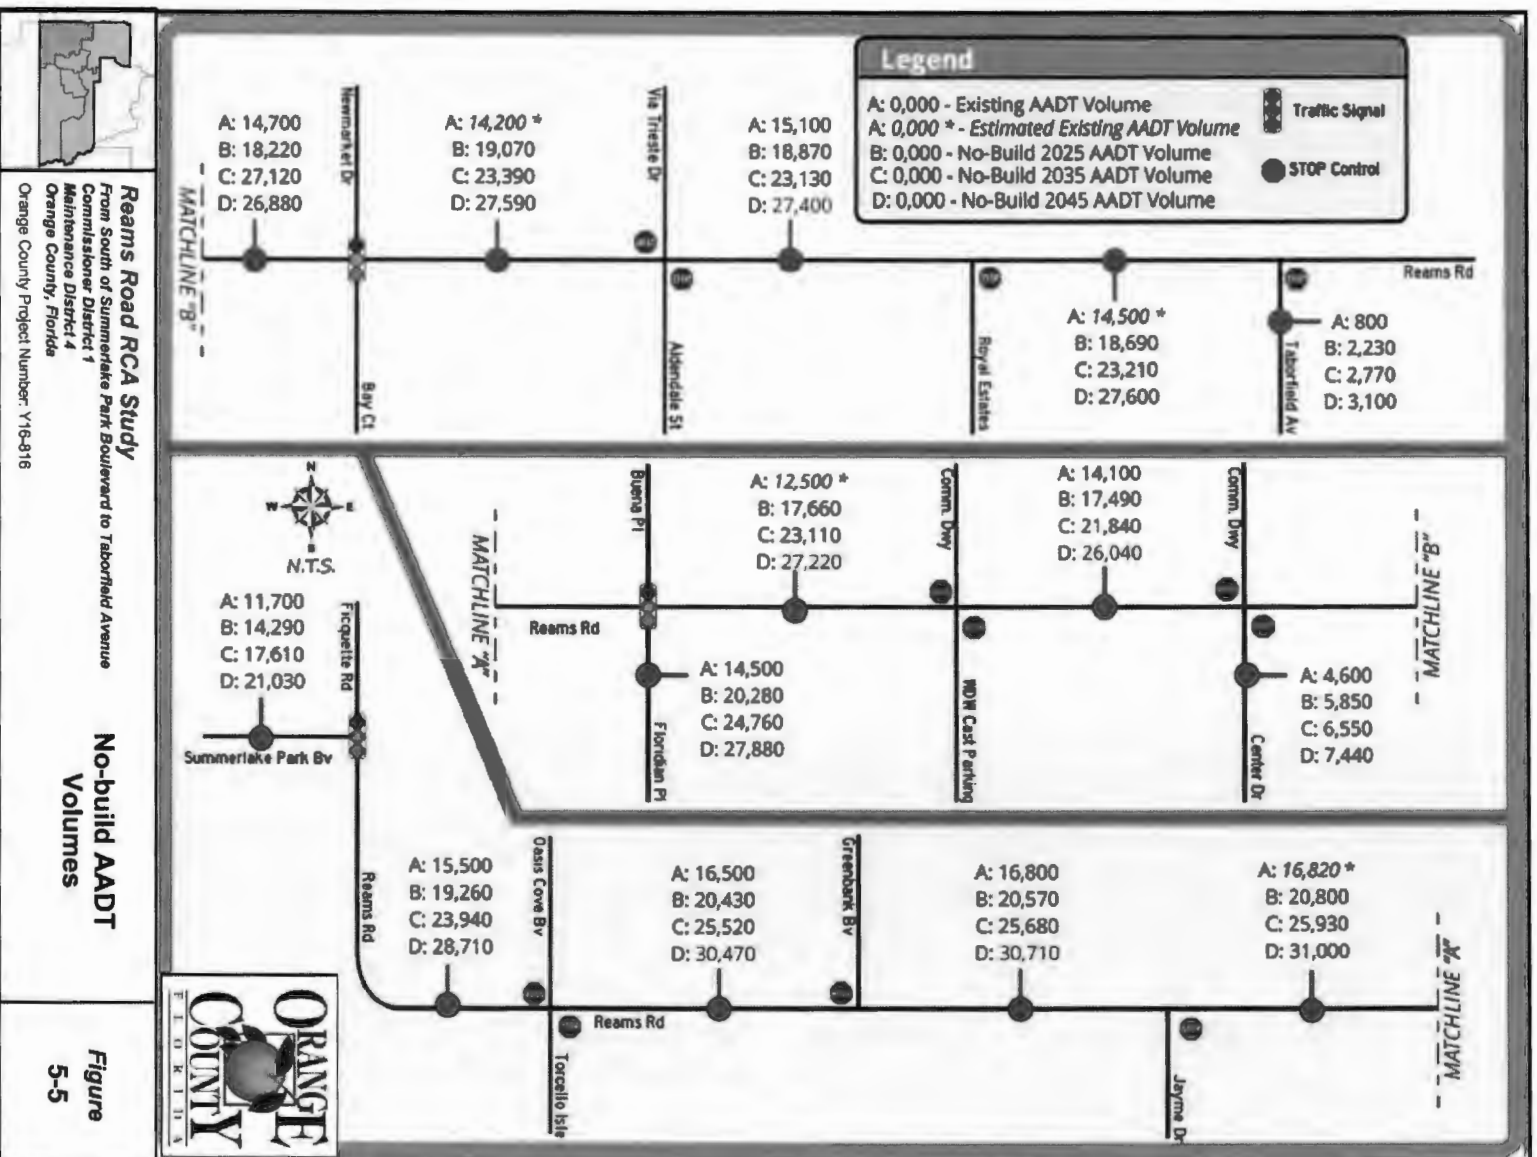 Reams Road RCA Study
From South of Summerlake Park Boulevard to Taborfield Avenue
Commissioner District 1
Maintenance District 4
Orange County, Florida
Orange County Project Number: Y16-816
No-build AADT
Volumes
Figure
5-5
Legend
A: 0,000 - Existing AADT Volume
A: 0,000 * - Estimated Existing AADT Volume
B: 0,000 - No-Build 2025 AADT Volume
C: 0,000 - No-Build 2035 AADT Volume
D: 0,000 - No-Build 2045 AADT Volume
Traffic Signal
STOP Control
MATCHLINE "B"
A: 14,700
B: 18,220
C: 27,120
D: 26,880
Newmarket Dr
Bay Ct
A: 14,200 *
B: 19,070
C: 23,390
D: 27,590
Via Trieste Dr
Aldendale St
A: 15,100
B: 18,870
C: 23,130
D: 27,400
Royal Estates
A: 14,500 *
B: 18,690
C: 23,210
D: 27,600
Reams Rd
Taborfield Av
A: 800
B: 2,230
C: 2,770
D: 3,100
N
W
E
N.T.S.
MATCHLINE "A"
Reams Rd
Buena Pl
Floridian Pl
A: 12,500 *
B: 17,660
C: 23,110
D: 27,220
A: 14,500
B: 20,280
C: 24,760
D: 27,880
Comm. Dwy
WDW Cast Parking
A: 14,100
B: 17,490
C: 21,840
D: 26,040
Comm. Dwy
Center Dr
A: 4,600
B: 5,850
C: 6,550
D: 7,440
MATCHLINE "B"
A: 11,700
B: 14,290
C: 17,610
D: 21,030
Ficquette Rd
Summerlake Park Bv
Reams Rd
A: 15,500
B: 19,260
C: 23,940
D: 28,710
Oasis Cove Bv
Torcello Isle
Reams Rd
A: 16,500
B: 20,430
C: 25,520
D: 30,470
Greenbank Bv
A: 16,800
B: 20,570
C: 25,680
D: 30,710
Jayme Dr
A: 16,820 *
B: 20,800
C: 25,930
D: 31,000
MATCHLINE "A"
ORANGE
COUNTY
FLORIDA